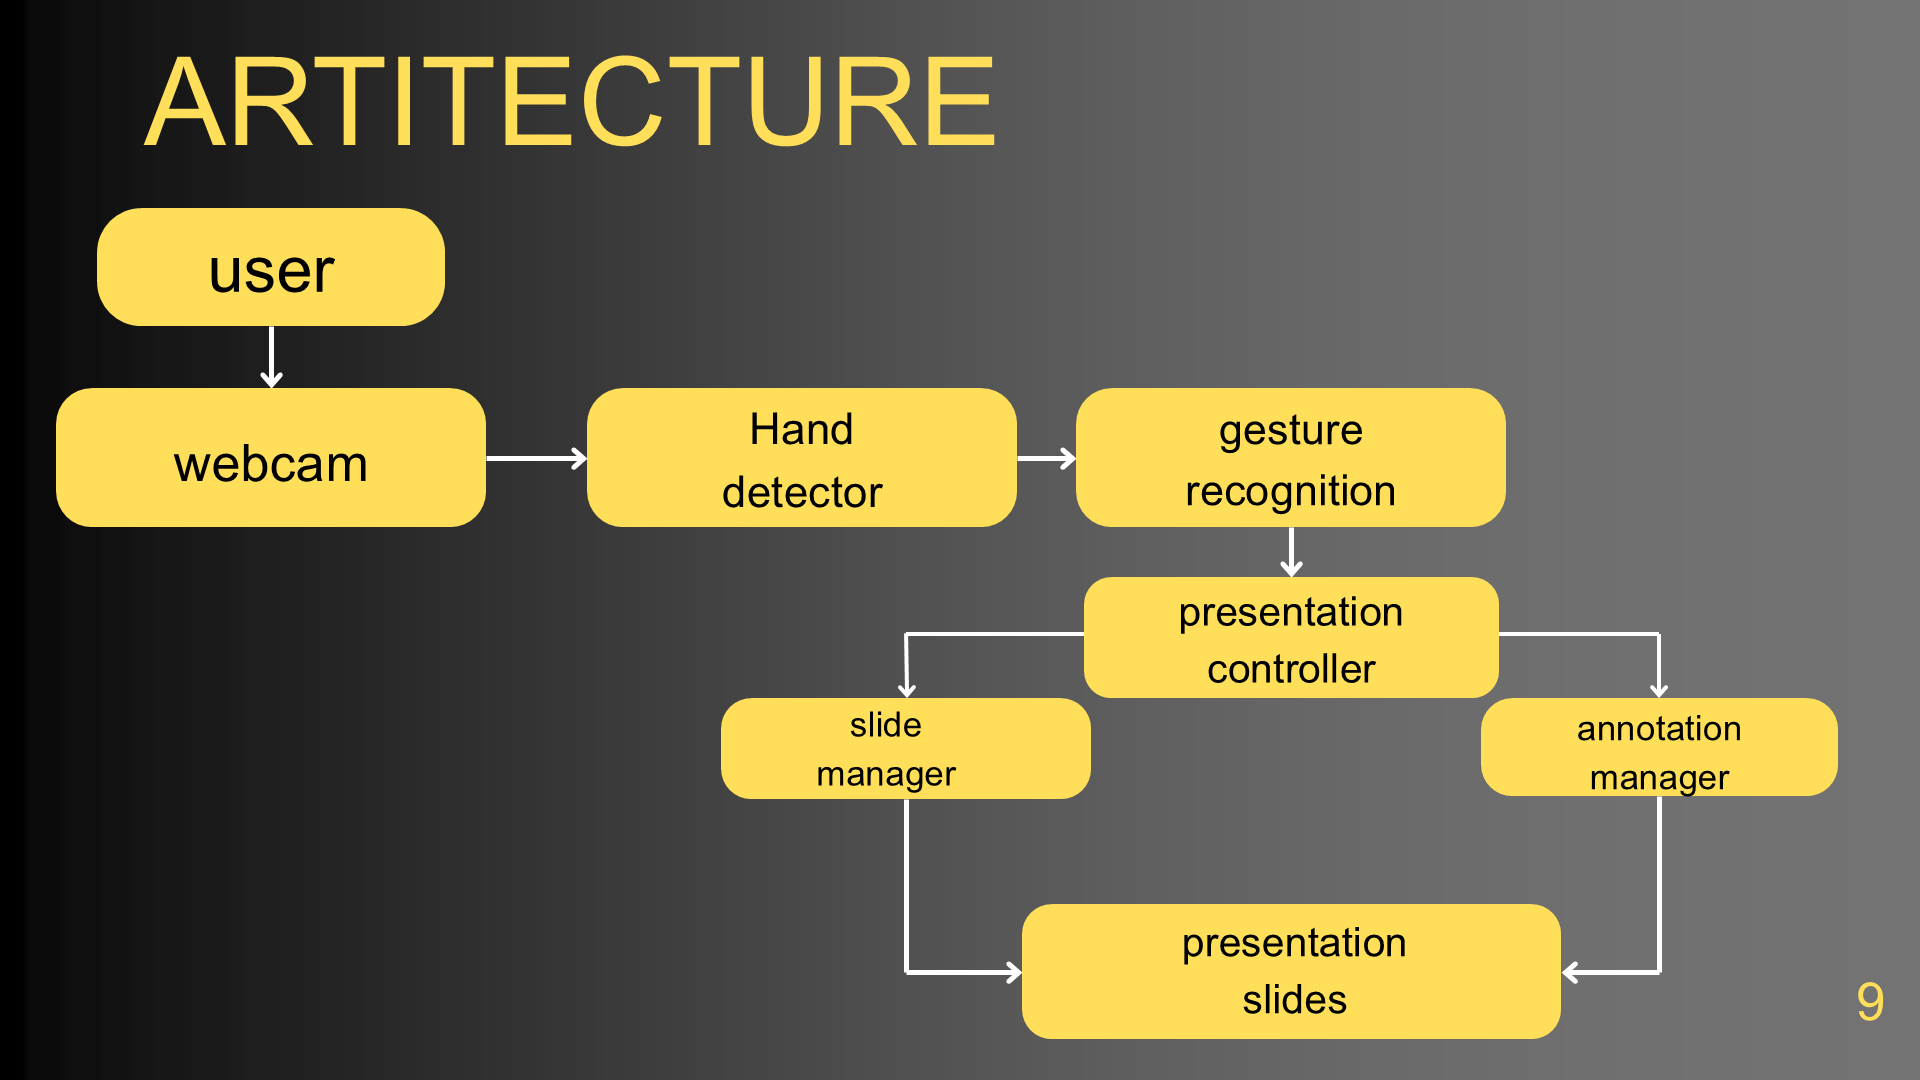 ARTITECTURE
user
webcam
Hand
detector
gesture
recognition
presentation
controller
slide
manager
annotation
manager
presentation
slides
9